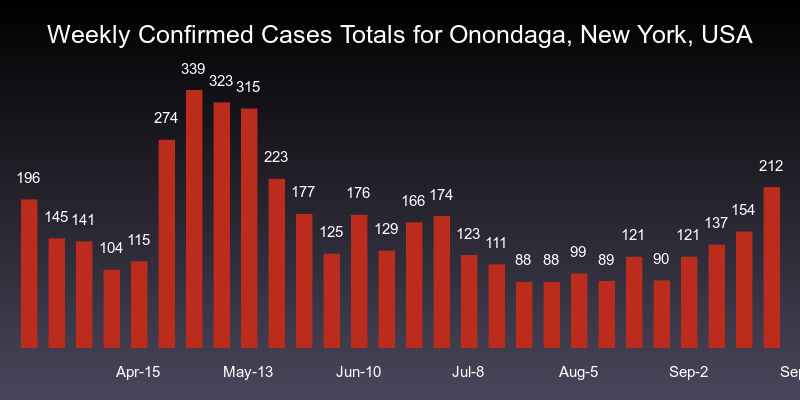 Weekly Confirmed Cases Totals for Onondaga, New York, USA
196 145 141 104 115 274 339 323 315 223 177 125 176 129 166 174 123 111 88 88 99 89 121 90 121 137 154 212
Apr-15 May-13 Jun-10 Jul-8 Aug-5 Sep-2 Sep